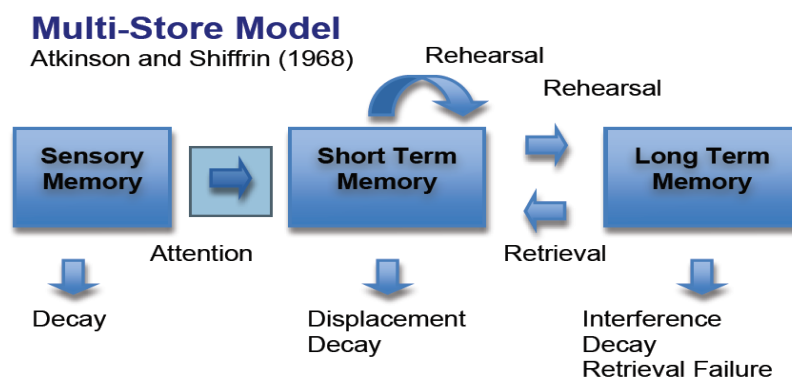 Multi-Store Model
Atkinson and Shiffrin (1968)
Rehearsal
Rehearsal
Sensory
Memory
Short Term
Memory
Long Term
Memory
Attention
Retrieval
Decay
Displacement
Decay
Interference
Decay
Retrieval Failure